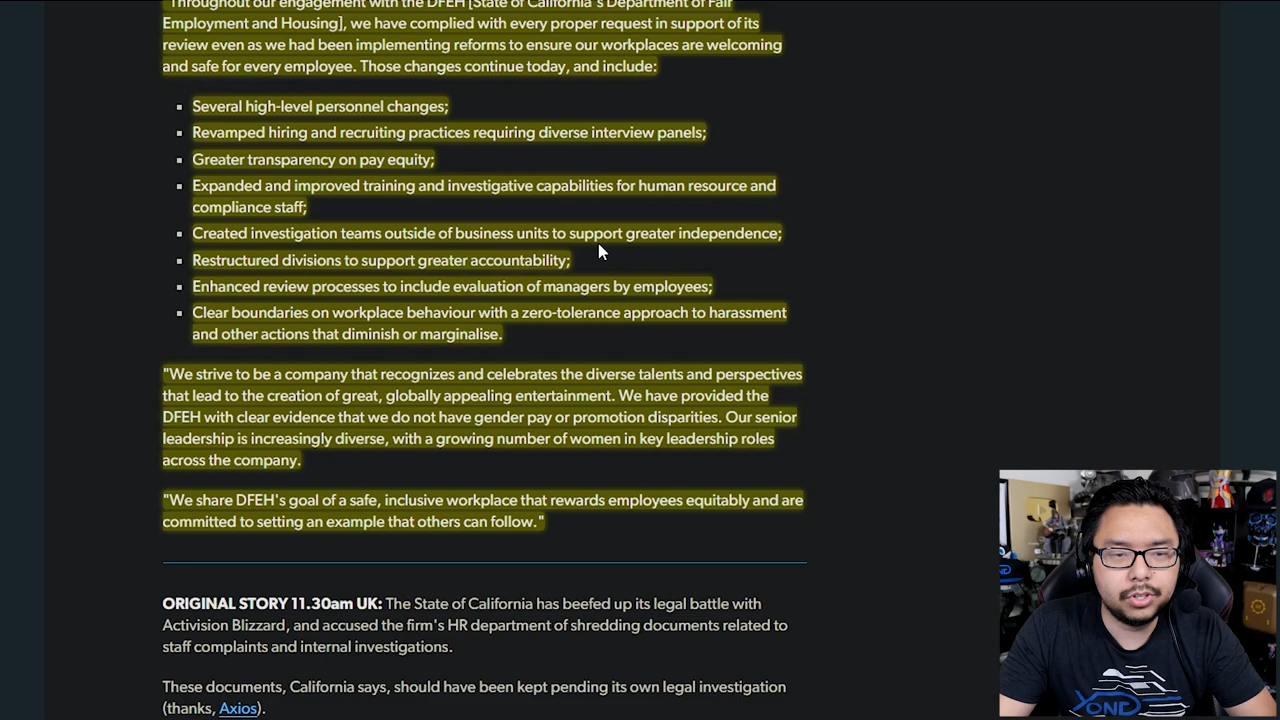 "Throughout our engagement with the DFEH [State of California's Department of Fair
Employment and Housing], we have complied with every proper request in support of its
review even as we had been implementing reforms to ensure our workplaces are welcoming
and safe for every employee. Those changes continue today, and include:
Several high-level personnel changes;
Revamped hiring and recruiting practices requiring diverse interview panels;
Greater transparency on pay equity;
Expanded and improved training and investigative capabilities for human resource and
compliance staff;
Created investigation teams outside of business units to support greater independence;
Restructured divisions to support greater accountability;
Enhanced review processes to include evaluation of managers by employees;
Clear boundaries on workplace behaviour with a zero-tolerance approach to harassment
and other actions that diminish or marginalise.
"We strive to be a company that recognizes and celebrates the diverse talents and perspectives
that lead to the creation of great, globally appealing entertainment. We have provided the
DFEH with clear evidence that we do not have gender pay or promotion disparities. Our senior
leadership is increasingly diverse, with a growing number of women in key leadership roles
across the company.
"We share DFEH's goal of a safe, inclusive workplace that rewards employees equitably and are
committed to setting an example that others can follow."
ORIGINAL STORY 11.30am UK: The State of California has beefed up its legal battle with
Activision Blizzard, and accused the firm's HR department of shredding documents related to
staff complaints and internal investigations.
These documents, California says, should have been kept pending its own legal investigation
(thanks, Axios).